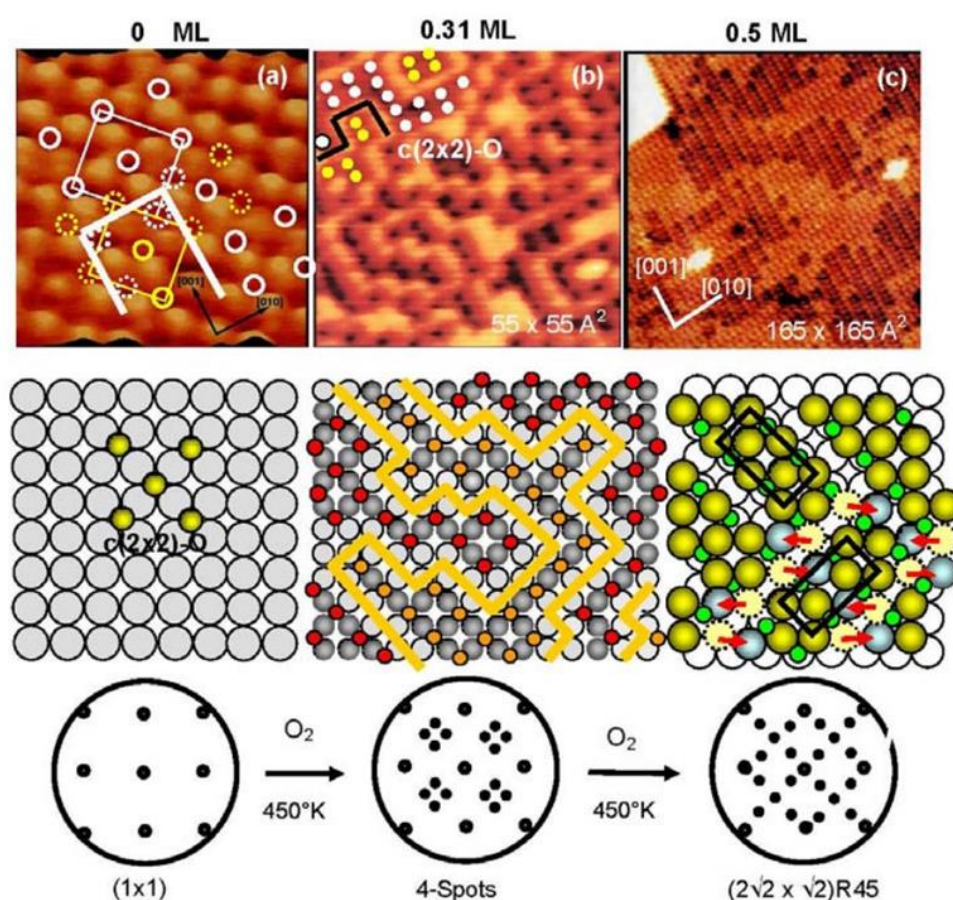 0 ML
0.31 ML
0.5 ML
(a)
(b)
(c)
c(2x2)-O
[001]
[010]
55 x 55 A²
[001]
[010]
165 x 165 A²
c(2x2)-O
O₂
450°K
O₂
450°K
(1x1)
4-Spots
(2√2 x √2)R45